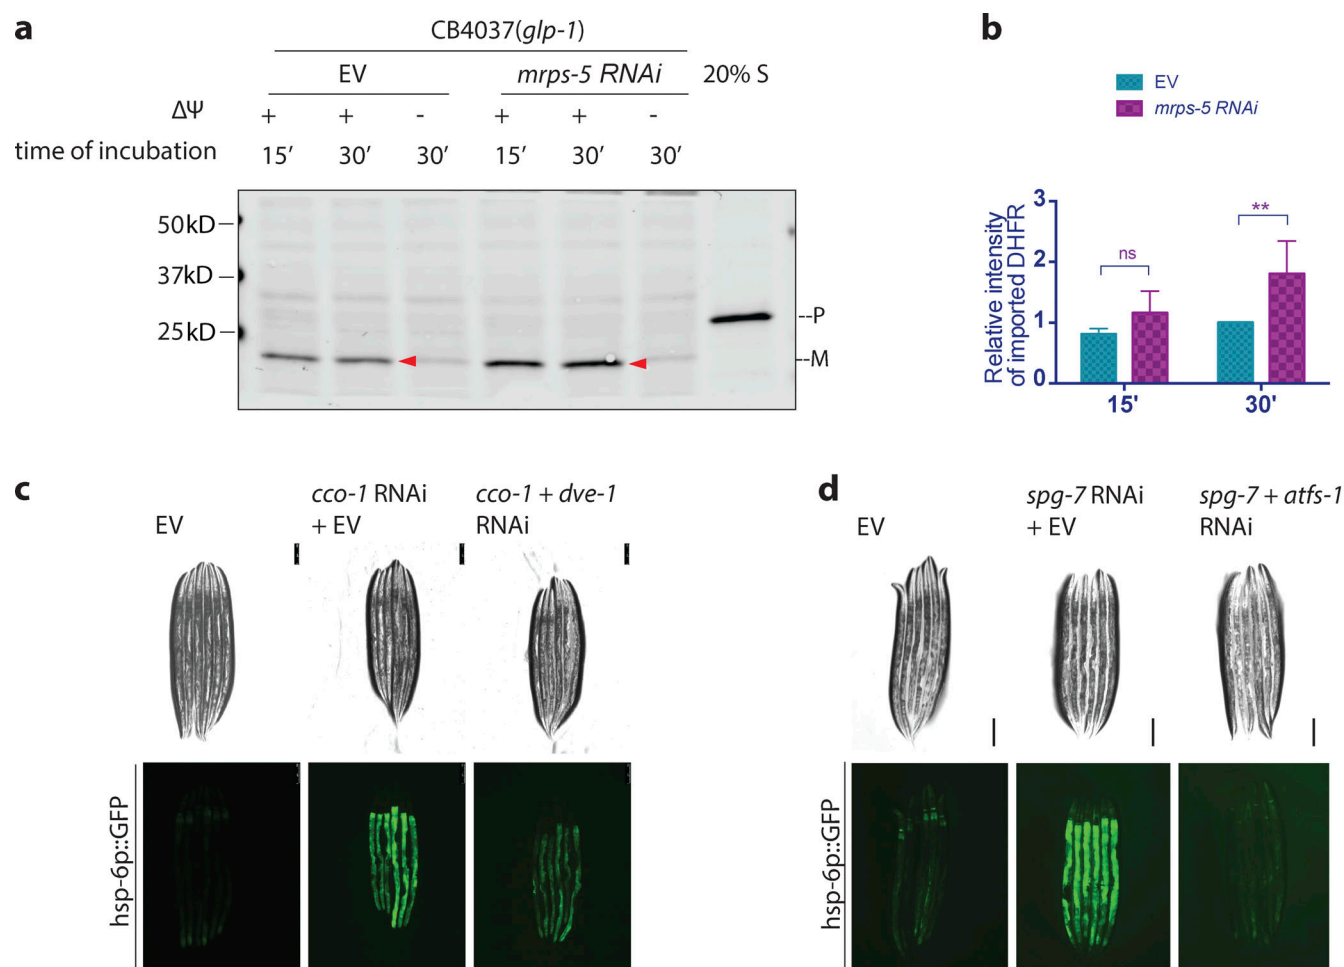 a
CB4037(glp-1)
EV
mrps-5 RNAi
20% S
ΔΨ
+ + - + + -
time of incubation
15′ 30′ 30′ 15′ 30′ 30′
50kD
37kD
25kD
--P
--M
b
EV
mrps-5 RNAi
Relative intensity
of imported DHFR
3
2
1
0
ns
**
15'
30'
c
EV
cco-1 RNAi
+ EV
cco-1 + dve-1
RNAi
hsp-6p::GFP
d
EV
spg-7 RNAi
+ EV
spg-7 + atfs-1
RNAi
hsp-6p::GFP